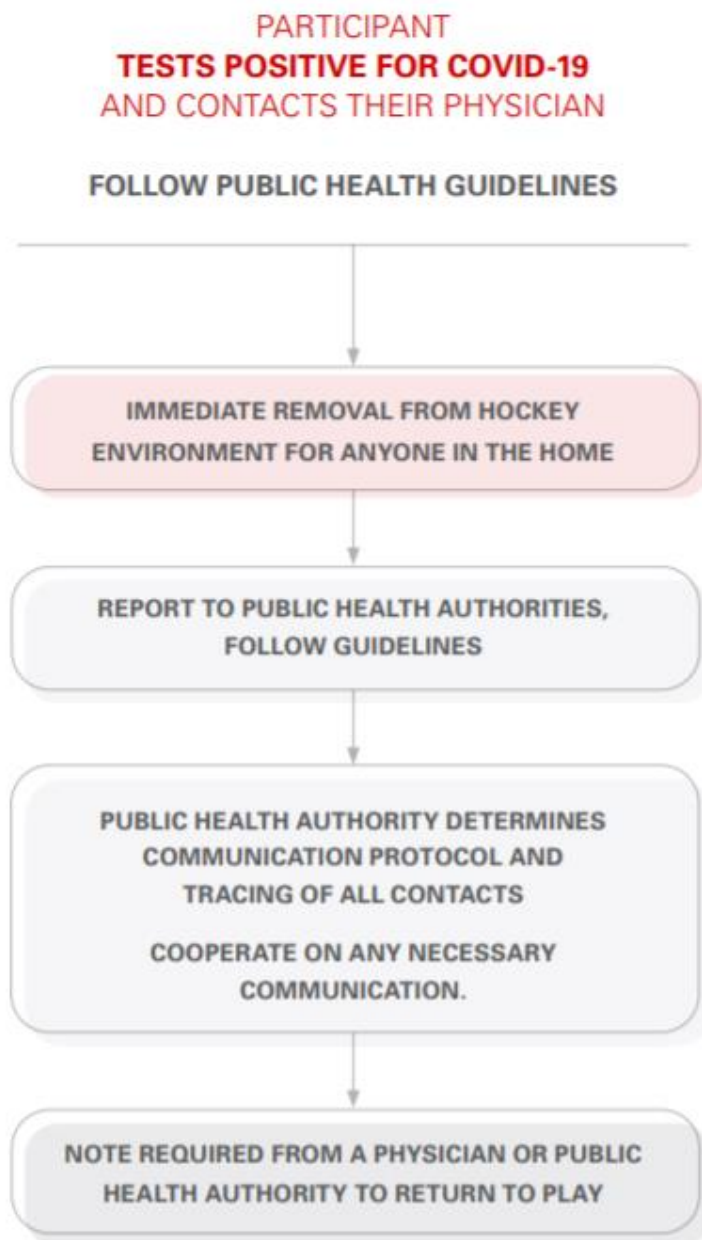 PARTICIPANT
TESTS POSITIVE FOR COVID-19
AND CONTACTS THEIR PHYSICIAN
FOLLOW PUBLIC HEALTH GUIDELINES
IMMEDIATE REMOVAL FROM HOCKEY
ENVIRONMENT FOR ANYONE IN THE HOME
REPORT TO PUBLIC HEALTH AUTHORITIES,
FOLLOW GUIDELINES
PUBLIC HEALTH AUTHORITY DETERMINES
COMMUNICATION PROTOCOL AND
TRACING OF ALL CONTACTS
COOPERATE ON ANY NECESSARY
COMMUNICATION.
NOTE REQUIRED FROM A PHYSICIAN OR PUBLIC
HEALTH AUTHORITY TO RETURN TO PLAY